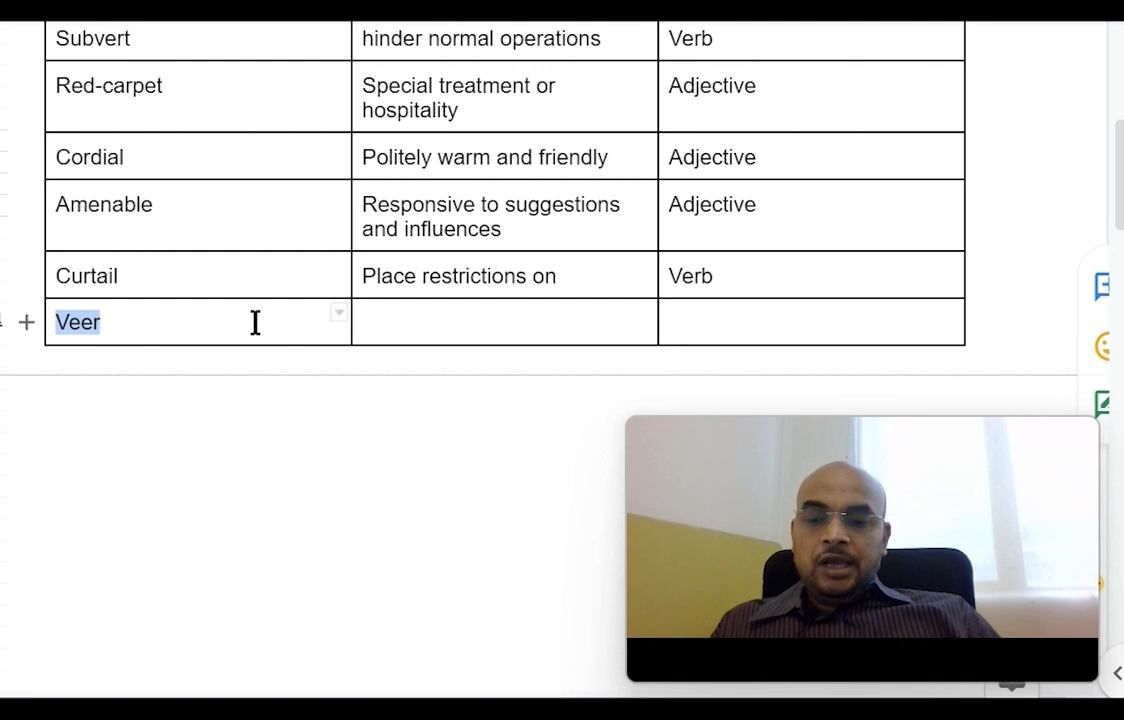 Subvert
hinder normal operations
Verb
Red-carpet
Special treatment or
hospitality
Adjective
Cordial
Politely warm and friendly
Adjective
Amenable
Responsive to suggestions
and influences
Adjective
Curtail
Place restrictions on
Verb
Veer